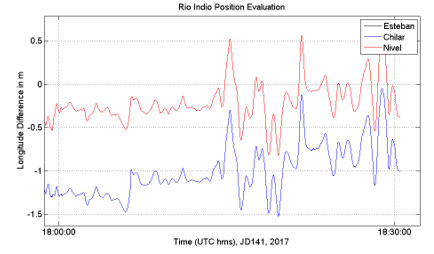 Rio Indio Position Evaluation
Esteban
Chilar
Nivel
Longitude Difference in m
0.5
0
-0.5
-1
-1.5
18:00:00
18:30:00
Time (UTC hms), JD141, 2017